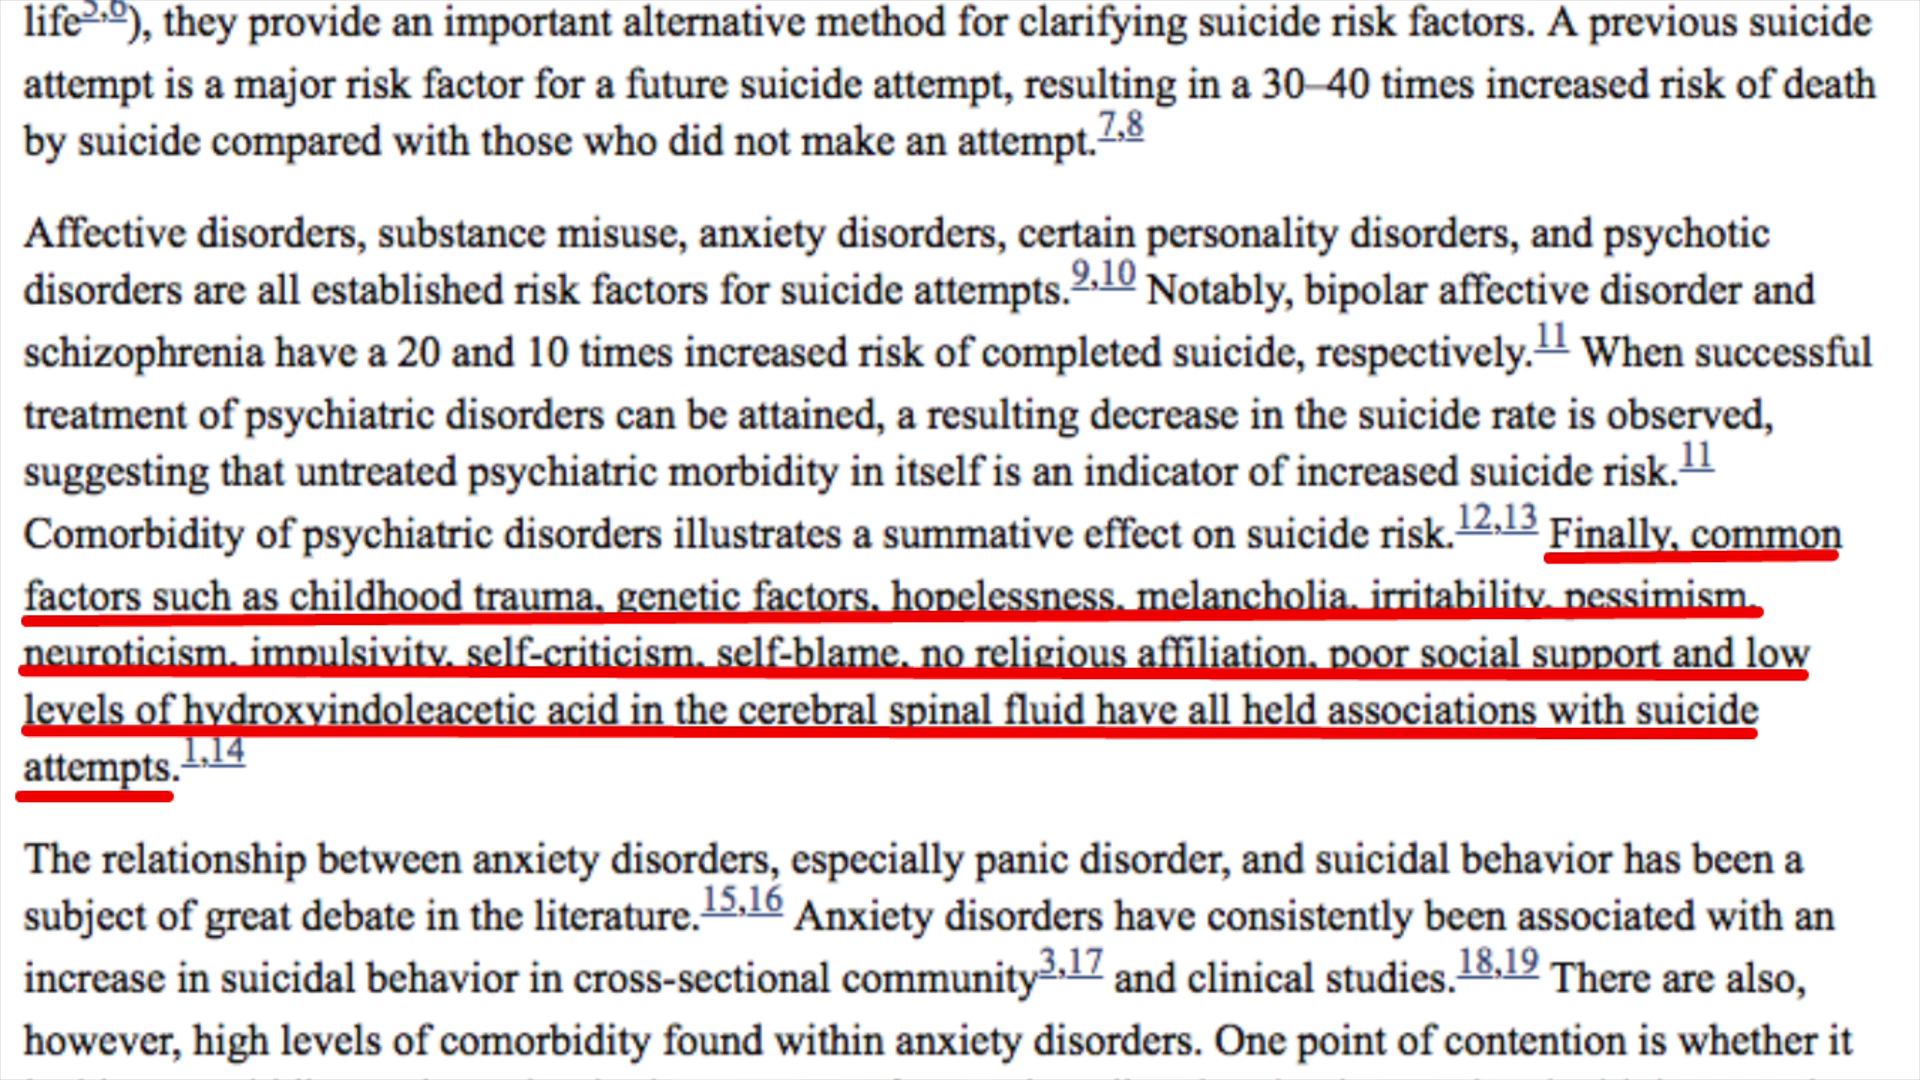 life5,6), they provide an important alternative method for clarifying suicide risk factors. A previous suicide
attempt is a major risk factor for a future suicide attempt, resulting in a 30–40 times increased risk of death
by suicide compared with those who did not make an attempt.7,8
Affective disorders, substance misuse, anxiety disorders, certain personality disorders, and psychotic
disorders are all established risk factors for suicide attempts.9,10 Notably, bipolar affective disorder and
schizophrenia have a 20 and 10 times increased risk of completed suicide, respectively.11 When successful
treatment of psychiatric disorders can be attained, a resulting decrease in the suicide rate is observed,
suggesting that untreated psychiatric morbidity in itself is an indicator of increased suicide risk.11
Comorbidity of psychiatric disorders illustrates a summative effect on suicide risk.12,13 Finally, common
factors such as childhood trauma, genetic factors, hopelessness, melancholia, irritability, pessimism,
neuroticism, impulsivity, self-criticism, self-blame, no religious affiliation, poor social support and low
levels of hydroxyindoleacetic acid in the cerebral spinal fluid have all held associations with suicide
attempts.1,14
The relationship between anxiety disorders, especially panic disorder, and suicidal behavior has been a
subject of great debate in the literature.15,16 Anxiety disorders have consistently been associated with an
increase in suicidal behavior in cross-sectional community3,17 and clinical studies.18,19 There are also,
however, high levels of comorbidity found within anxiety disorders. One point of contention is whether it